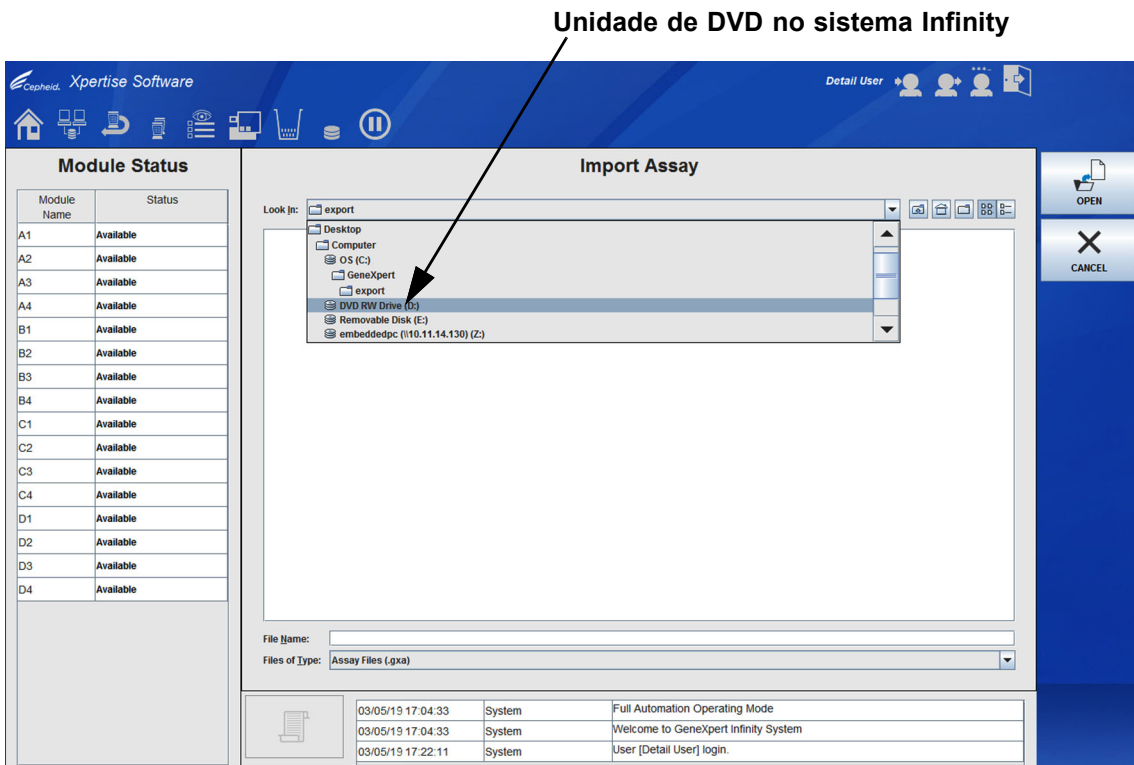 Unidade de DVD no sistema Infinity
Cepheid. Xpertise Software
Detail User
Module Status
Module Name
Status
A1 Available
A2 Available
A3 Available
A4 Available
B1 Available
B2 Available
B3 Available
B4 Available
C1 Available
C2 Available
C3 Available
C4 Available
D1 Available
D2 Available
D3 Available
D4 Available
Import Assay
Look In: export
Desktop
Computer
OS (C:)
GeneXpert
export
DVD RW Drive (D:)
Removable Disk (E:)
embeddedpc (\\10.11.14.130) (Z:)
File Name:
Files of Type: Assay Files (.gxa)
03/05/19 17:04:33 System Full Automation Operating Mode
03/05/19 17:04:33 System Welcome to GeneXpert Infinity System
03/05/19 17:22:11 System User [Detail User] login.
OPEN
CANCEL